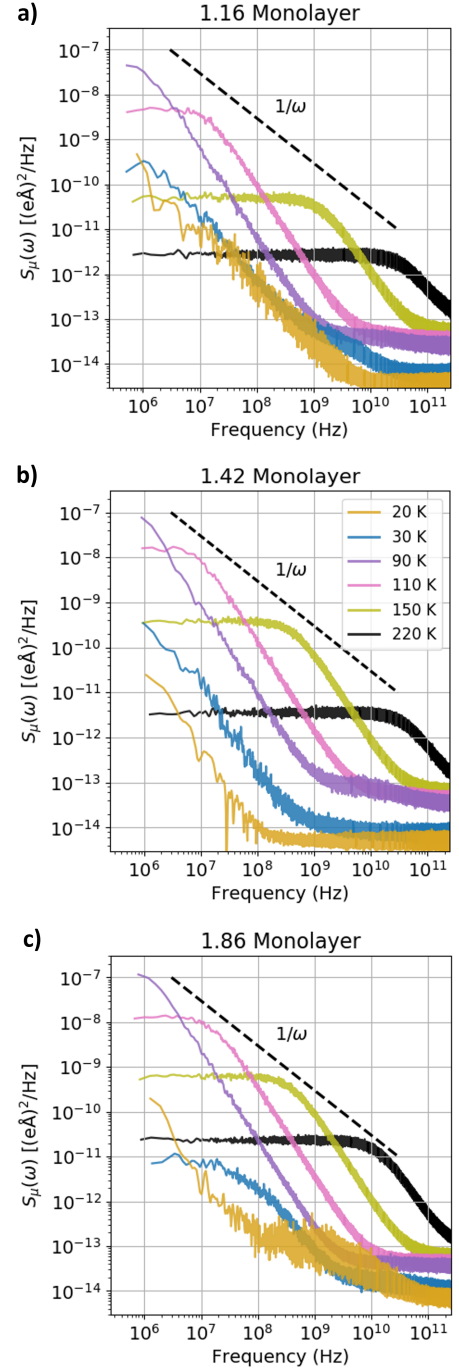 a)
1.16 Monolayer
10⁻⁷
10⁻⁸
10⁻⁹
10⁻¹⁰
10⁻¹¹
10⁻¹²
10⁻¹³
10⁻¹⁴
Sμ(ω) [(eÅ)²/Hz]
1/ω
10⁶ 10⁷ 10⁸ 10⁹ 10¹⁰ 10¹¹
Frequency (Hz)
b)
1.42 Monolayer
10⁻⁷
10⁻⁸
10⁻⁹
10⁻¹⁰
10⁻¹¹
10⁻¹²
10⁻¹³
10⁻¹⁴
Sμ(ω) [(eÅ)²/Hz]
1/ω
20 K
30 K
90 K
110 K
150 K
220 K
10⁶ 10⁷ 10⁸ 10⁹ 10¹⁰ 10¹¹
Frequency (Hz)
c)
1.86 Monolayer
10⁻⁷
10⁻⁸
10⁻⁹
10⁻¹⁰
10⁻¹¹
10⁻¹²
10⁻¹³
10⁻¹⁴
Sμ(ω) [(eÅ)²/Hz]
1/ω
10⁶ 10⁷ 10⁸ 10⁹ 10¹⁰ 10¹¹
Frequency (Hz)